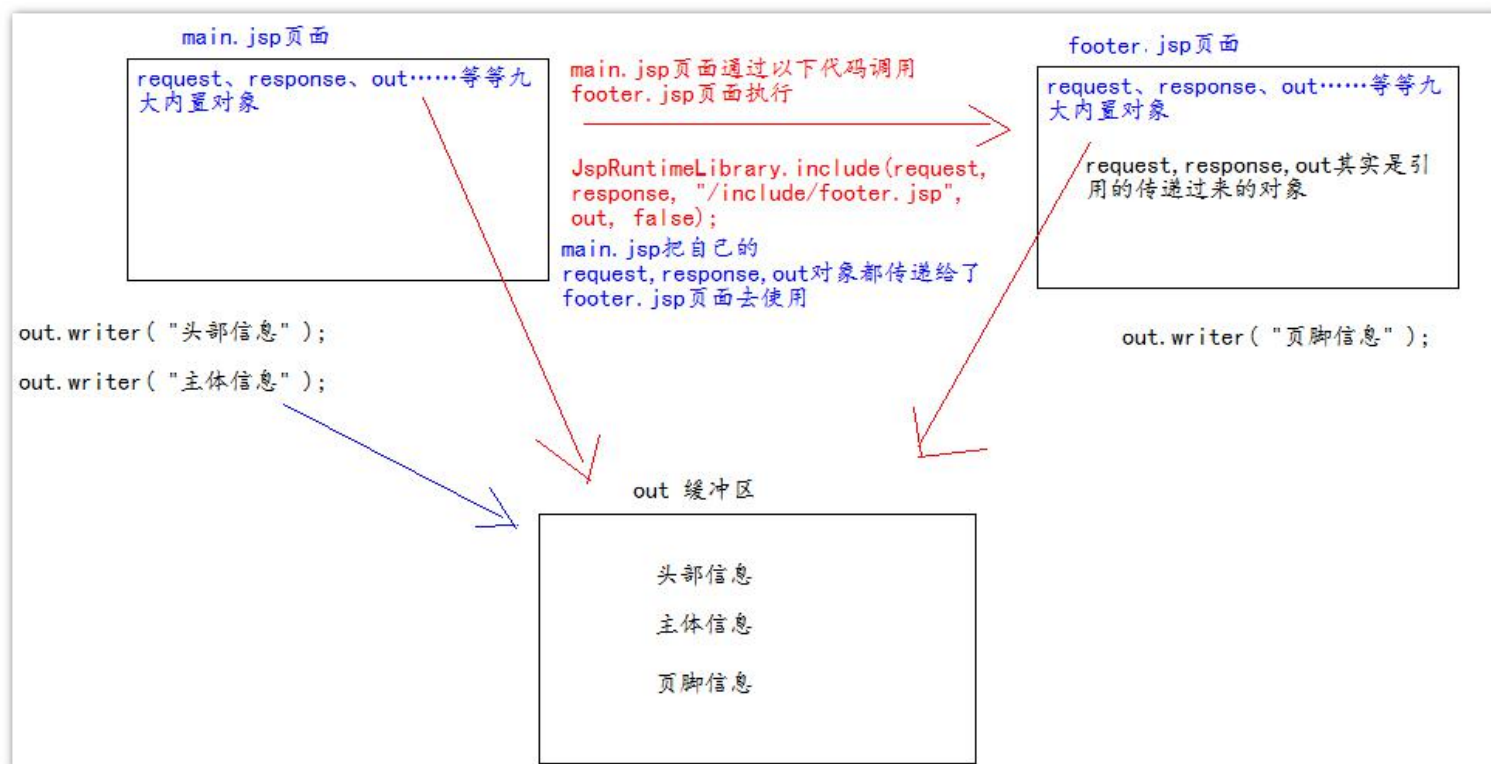 main.jsp页面
request、response、out……等等九
大内置对象
main.jsp页面通过以下代码调用
footer.jsp页面执行
JspRuntimeLibrary.include(request,
response, "/include/footer.jsp",
out, false);
main.jsp把自己的
request,response,out对象都传递给了
footer.jsp页面去使用
footer.jsp页面
request、response、out……等等九
大内置对象
request,response,out其实是引
用的传递过来的对象
out.writer( "头部信息" );
out.writer( "主体信息" );
out.writer( "页脚信息" );
out 缓冲区
头部信息
主体信息
页脚信息